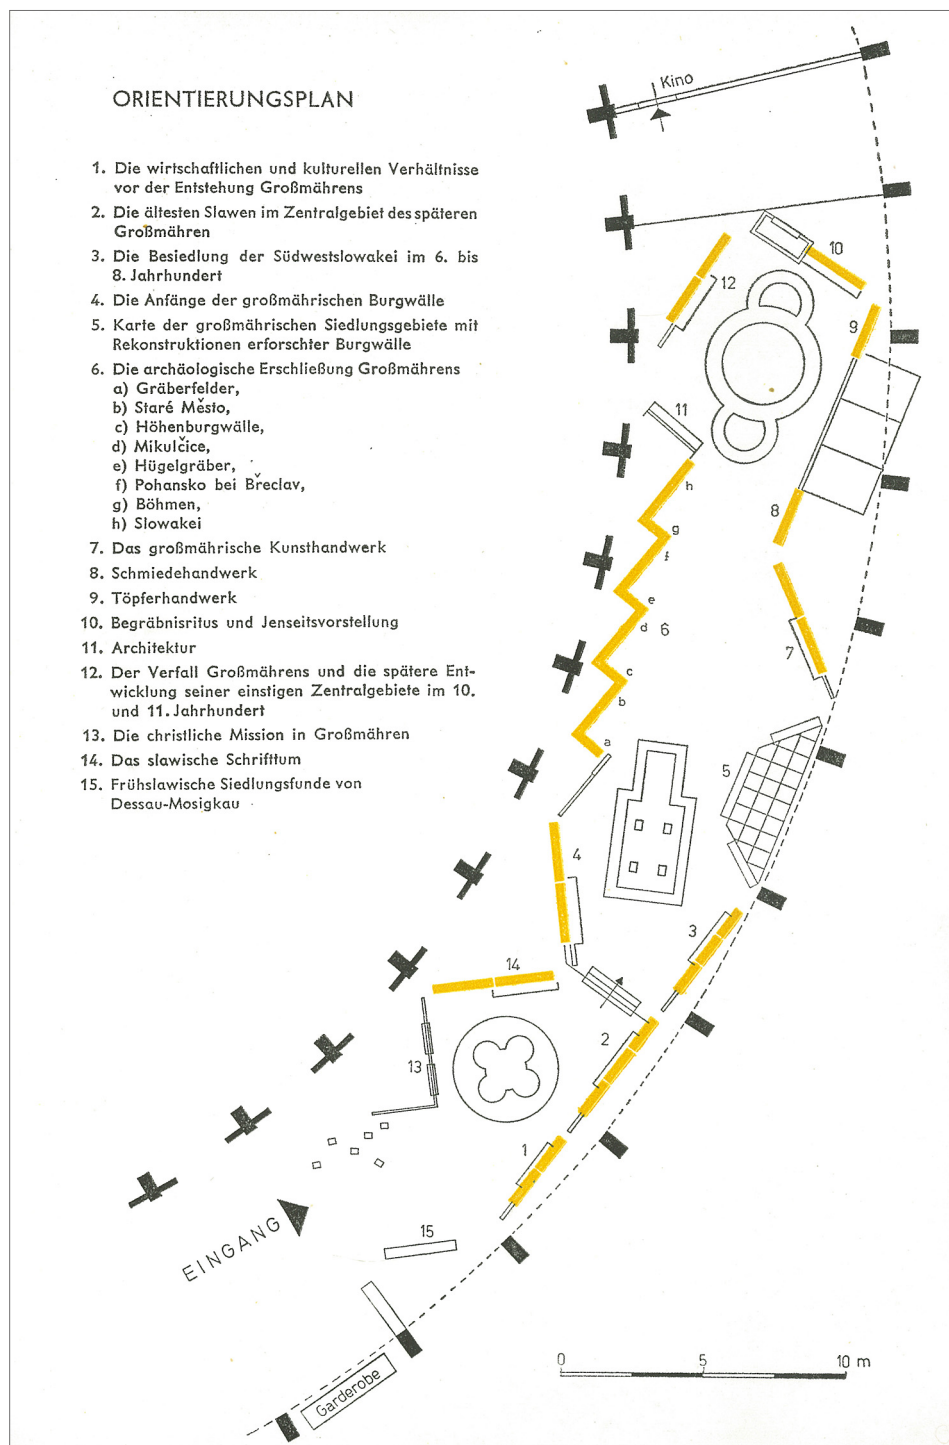 ORIENTIERUNGSPLAN
1. Die wirtschaftlichen und kulturellen Verhältnisse
vor der Entstehung Großmährens
2. Die ältesten Slawen im Zentralgebiet des späteren
Großmähren
3. Die Besiedlung der Südwestslowakei im 6. bis
8. Jahrhundert
4. Die Anfänge der großmährischen Burgwälle
5. Karte der großmährischen Siedlungsgebiete mit
Rekonstruktionen erforschter Burgwälle
6. Die archäologische Erschließung Großmährens
a) Gräberfelder,
b) Staré Město,
c) Höhenburgwälle,
d) Mikulčice,
e) Hügelgräber,
f) Pohansko bei Břeclav,
g) Böhmen,
h) Slowakei
7. Das großmährische Kunsthandwerk
8. Schmiedehandwerk
9. Töpferhandwerk
10. Begräbnisritus und Jenseitsvorstellung
11. Architektur
12. Der Verfall Großmährens und die spätere Ent-
wicklung seiner einstigen Zentralgebiete im 10.
und 11. Jahrhundert
13. Die christliche Mission in Großmähren
14. Das slawische Schrifttum
15. Frühslawische Siedlungsfunde von
Dessau-Mosigkau
Kino
10
12
9
11
h
8
g
f
e
d 6
7
c
b
a
5
4
3
14
2
13
1
15
EINGANG
Garderobe
0 5 10 m